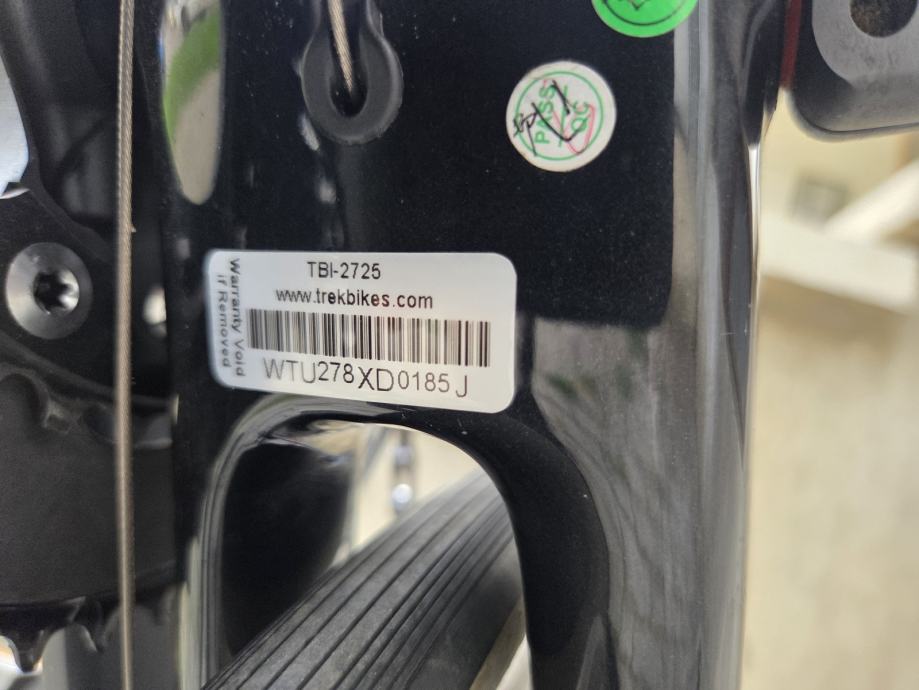 PASS
QC
TBI-2725
www.trekbikes.com
Warranty Void
if Removed
WTU278XD0185J